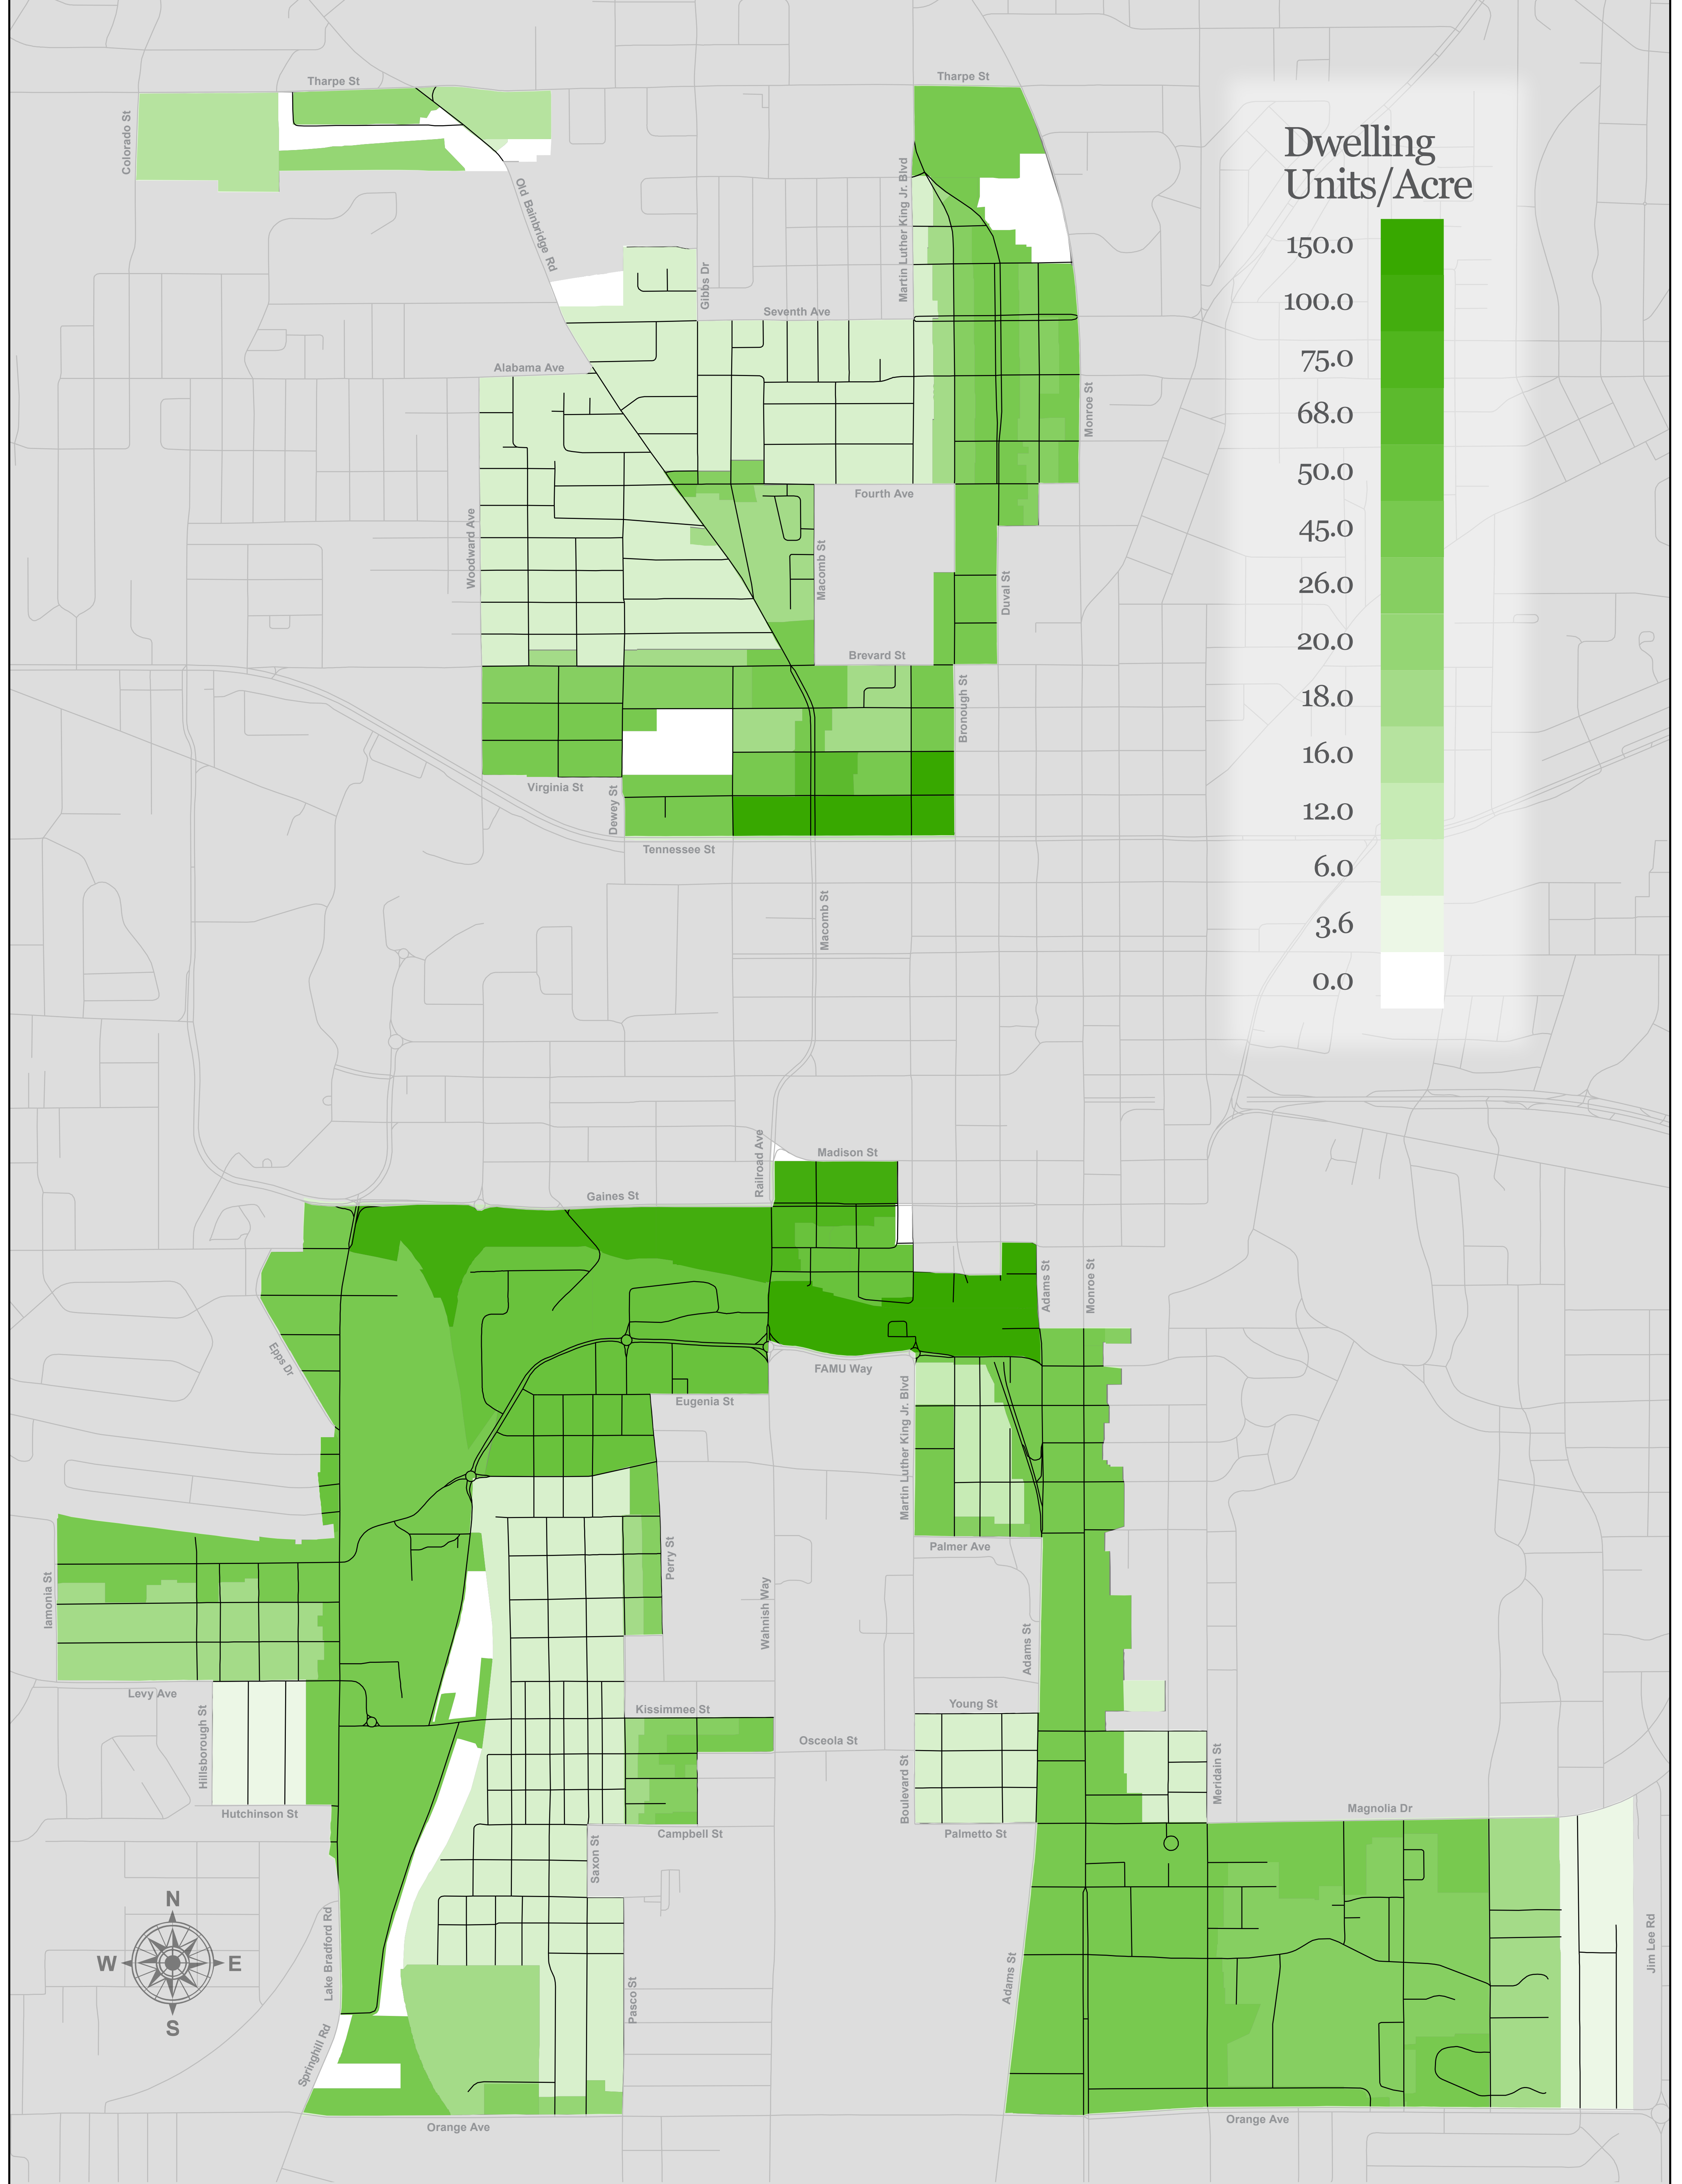 Tharpe St
Tharpe St
Colorado St
Old Bainbridge Rd
Martin Luther King Jr. Blvd
Dwelling
Units/Acre
150.0
100.0
75.0
68.0
50.0
45.0
26.0
20.0
18.0
16.0
12.0
6.0
3.6
0.0
Gibbs Dr
Seventh Ave
Alabama Ave
Monroe St
Fourth Ave
Woodward Ave
Macomb St
Duval St
Brevard St
Bronough St
Virginia St
Dewey St
Tennessee St
Macomb St
Railroad Ave
Madison St
Gaines St
Adams St
Monroe St
Epps Dr
FAMU Way
Eugenia St
Martin Luther King Jr. Blvd
Palmer Ave
Perry St
Iamonia St
Wahnish Way
Adams St
Levy Ave
Hillsborough St
Kissimmee St
Young St
Osceola St
Boulevard St
Meridain St
Hutchinson St
Magnolia Dr
Campbell St
Palmetto St
Saxon St
N
W
E
S
Lake Bradford Rd
Pasco St
Adams St
Jim Lee Rd
Springhill Rd
Orange Ave
Orange Ave